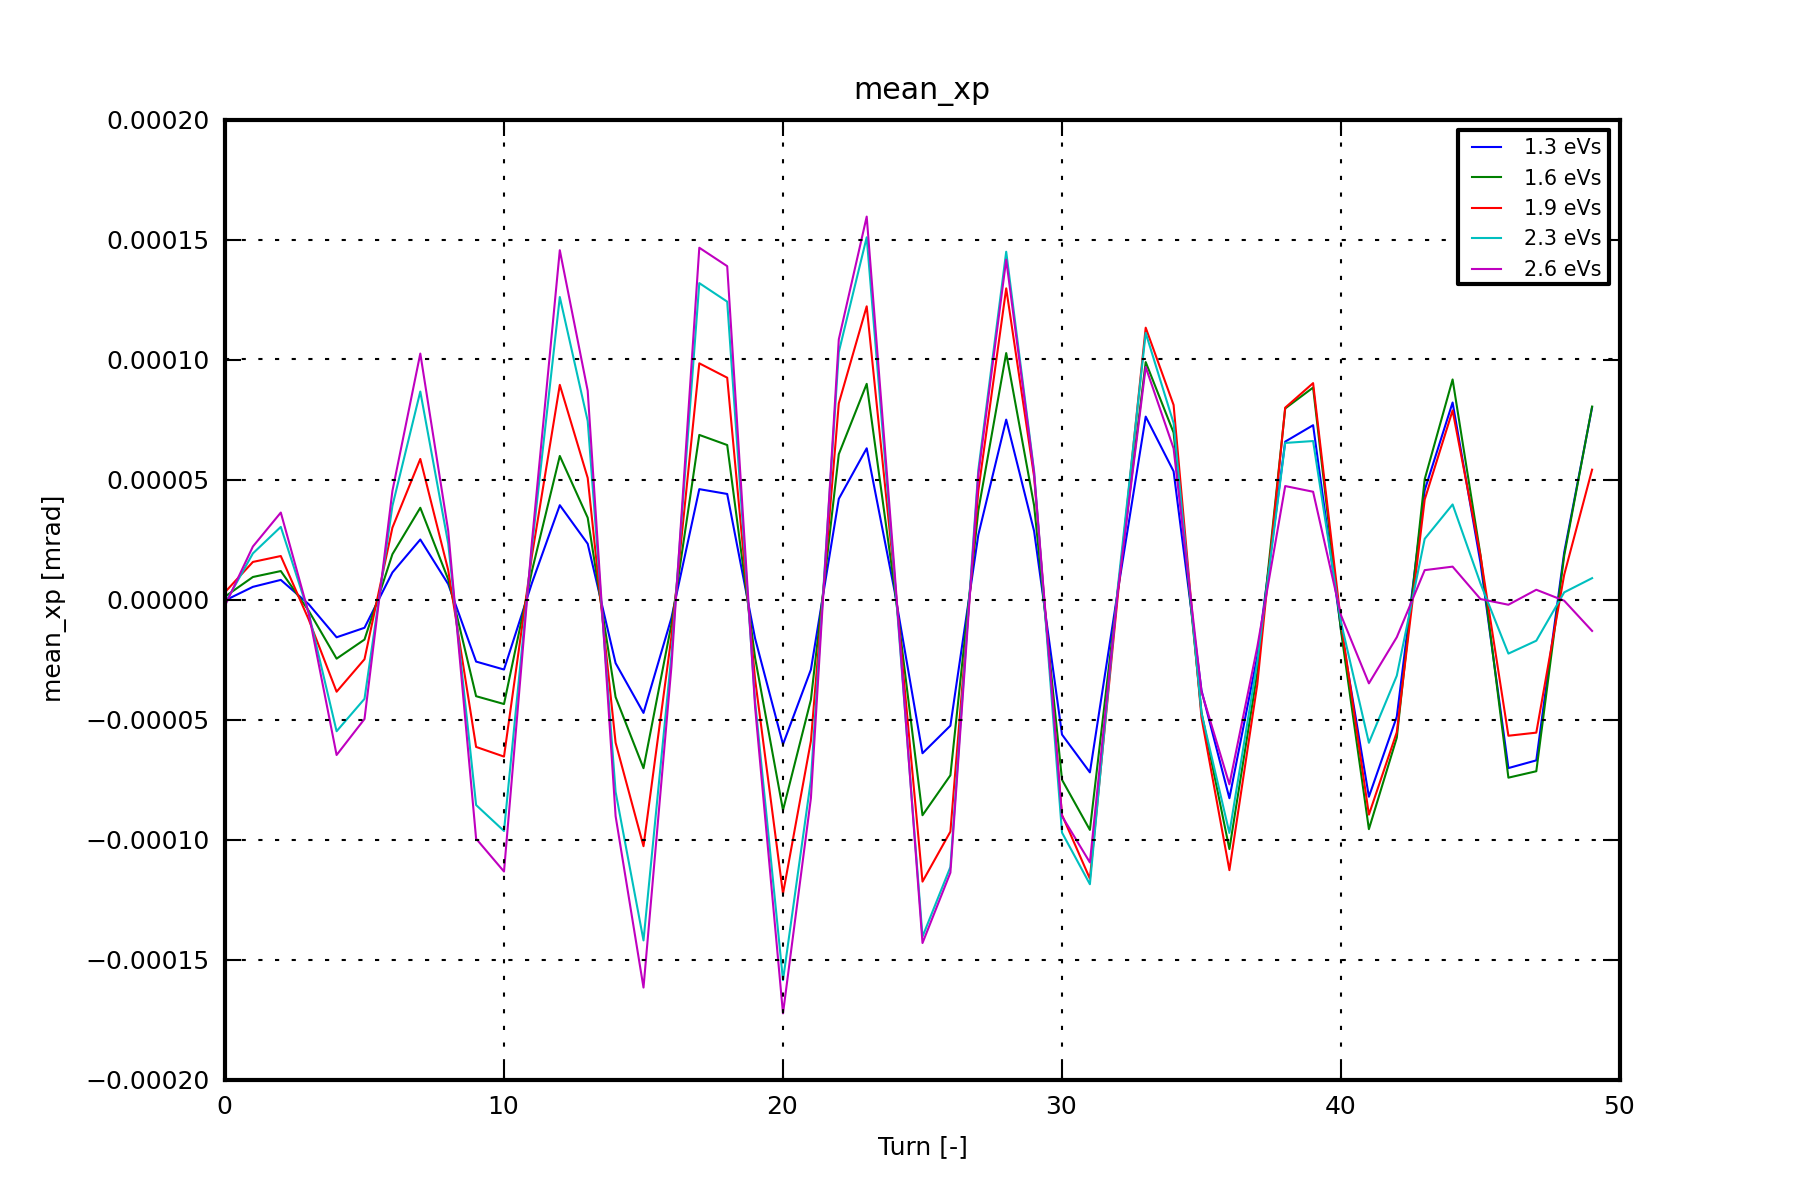 mean_xp
0.00020
0.00015
0.00010
0.00005
0.00000
−0.00005
−0.00010
−0.00015
−0.00020
mean_xp [mrad]
1.3 eVs
1.6 eVs
1.9 eVs
2.3 eVs
2.6 eVs
0 10 20 30 40 50
Turn [-]